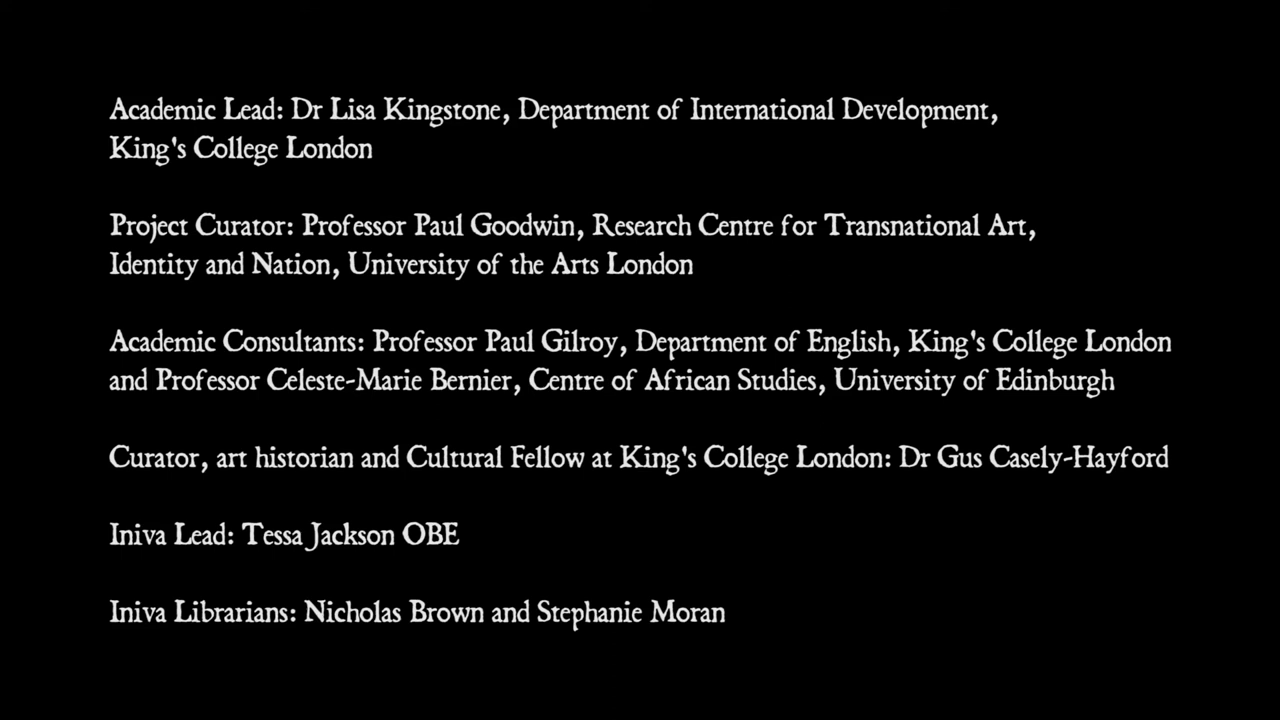 Academic Lead: Dr Lisa Kingstone, Department of International Development,
King's College London
Project Curator: Professor Paul Goodwin, Research Centre for Transnational Art,
Identity and Nation, University of the Arts London
Academic Consultants: Professor Paul Gilroy, Department of English, King's College London
and Professor Celeste-Marie Bernier, Centre of African Studies, University of Edinburgh
Curator, art historian and Cultural Fellow at King's College London: Dr Gus Casely-Hayford
Iniva Lead: Tessa Jackson OBE
Iniva Librarians: Nicholas Brown and Stephanie Moran